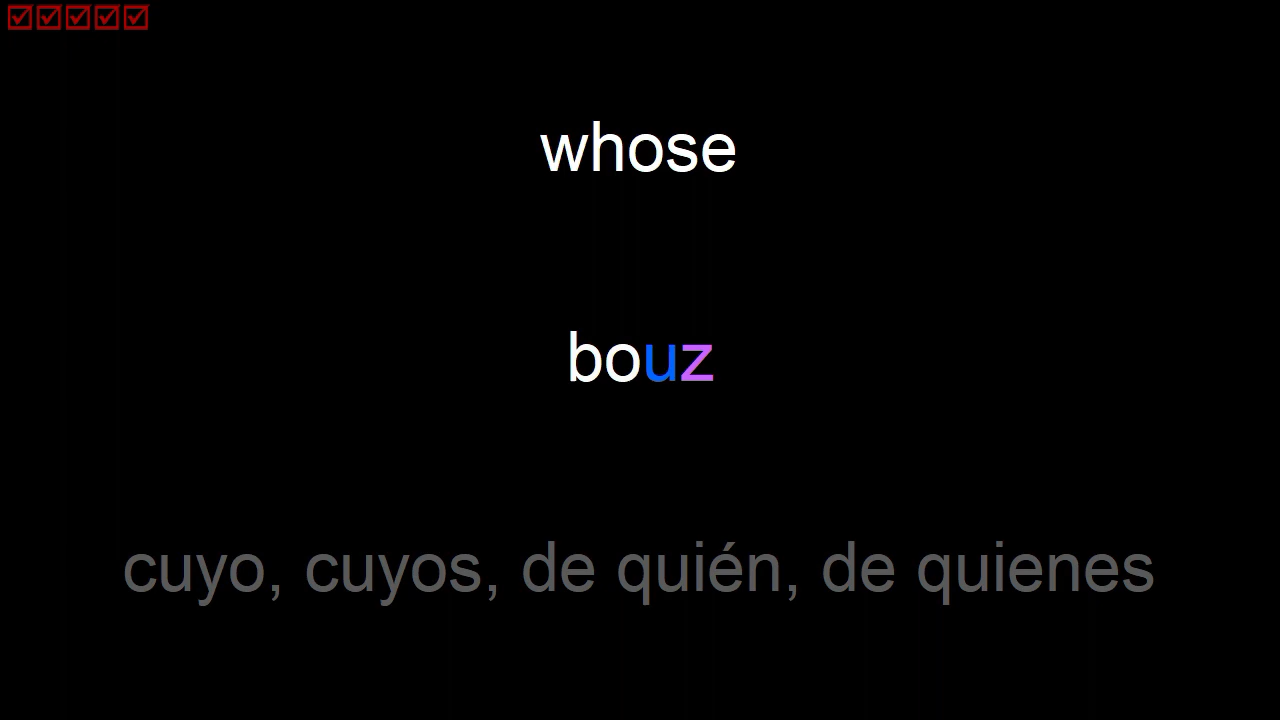 ☑☑☑☑☑
whose
bouz
cuyo, cuyos, de quién, de quienes